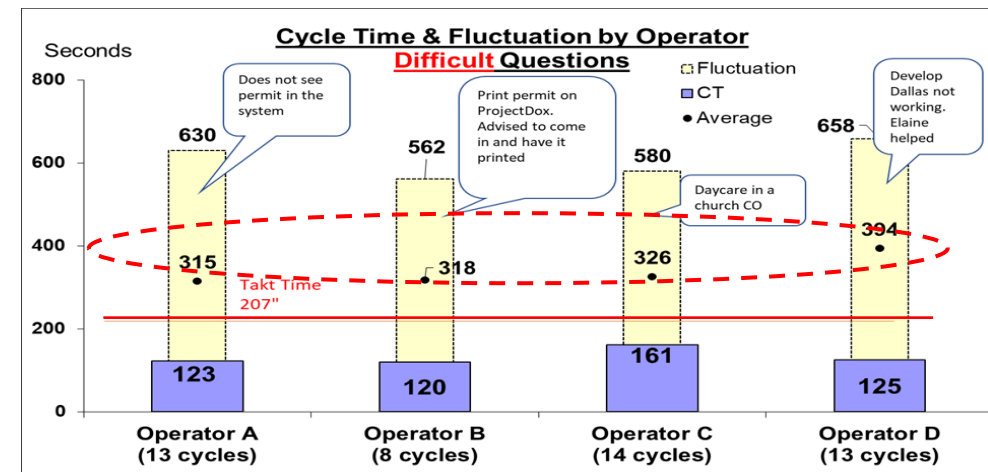 Cycle Time & Fluctuation by Operator
Difficult Questions
Seconds
Fluctuation
CT
Average
Does not see
permit in the
system
Print permit on
ProjectDox.
Advised to come
in and have it
printed
Daycare in a
church CO
Develop
Dallas not
working.
Elaine
helped
800
600
400
200
0
630
562
580
658
315
318
326
394
Takt Time
207"
123
120
161
125
Operator A
(13 cycles)
Operator B
(8 cycles)
Operator C
(14 cycles)
Operator D
(13 cycles)